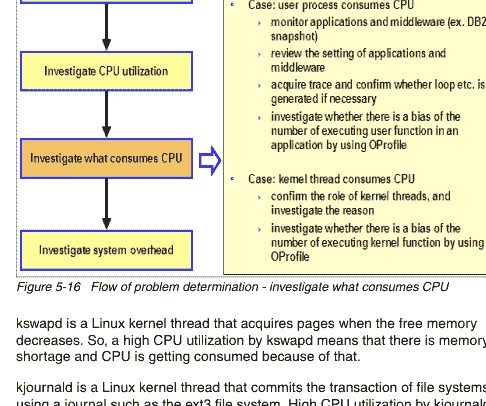 Case: user process consumes CPU
monitor applications and middleware (ex. DB2
snapshot)
review the setting of applications and
middleware
acquire trace and confirm whether loop etc. is
generated if necessary
investigate whether there is a bias of the
number of executing user function in an
application by using OProfile
Case: kernel thread consumes CPU
confirm the role of kernel threads, and
investigate the reason
investigate whether there is a bias of the
number of executing kernel function by using
OProfile
Investigate CPU utilization
Investigate what consumes CPU
Investigate system overhead
Figure 5-16 Flow of problem determination - investigate what consumes CPU
kswapd is a Linux kernel thread that acquires pages when the free memory
decreases. So, a high CPU utilization by kswapd means that there is memory
shortage and CPU is getting consumed because of that.
kjournald is a Linux kernel thread that commits the transaction of file systems
using a journal such as the ext3 file system. High CPU utilization by kjournald